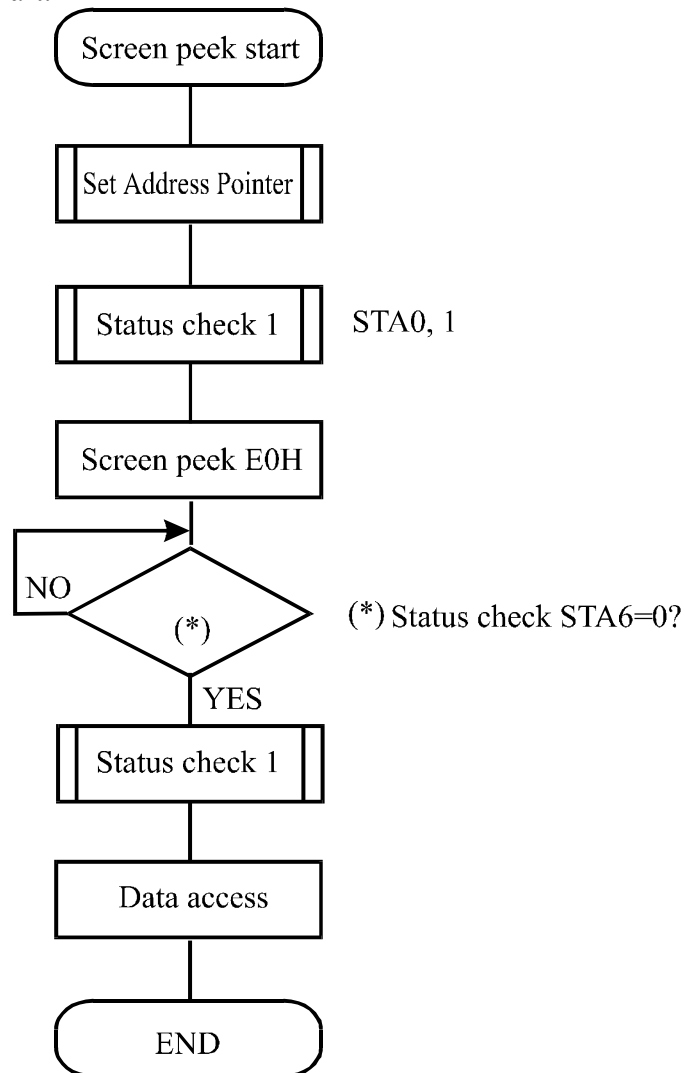 Screen peek start
Set Address Pointer
Status check 1
STA0, 1
Screen peek E0H
NO
(*)
(*) Status check STA6=0?
YES
Status check 1
Data access
END